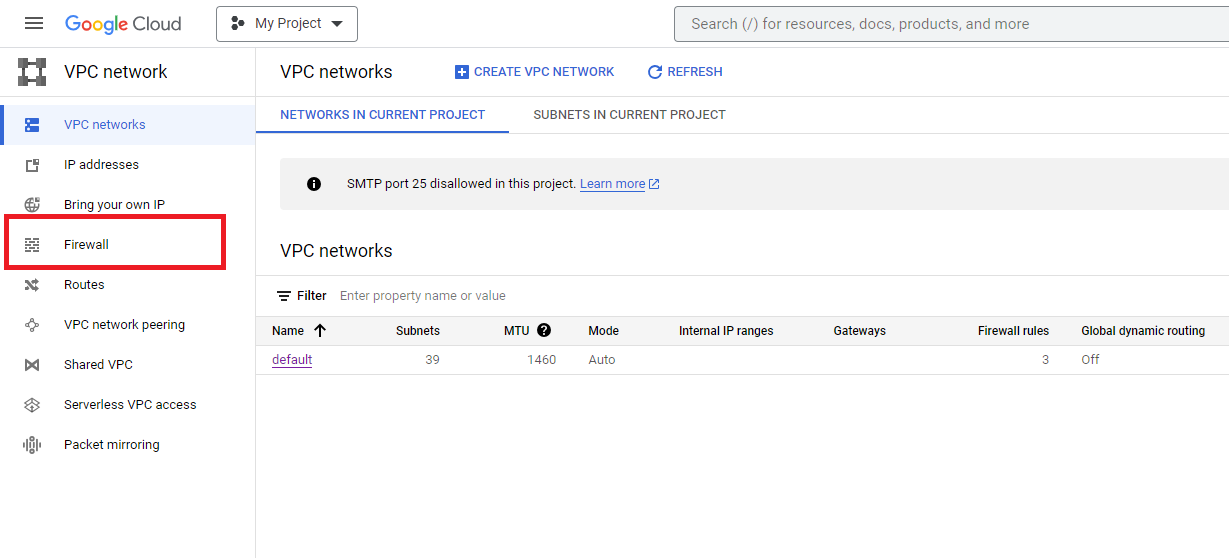 Google Cloud
My Project
Search (/) for resources, docs, products, and more
VPC network
VPC networks
CREATE VPC NETWORK
REFRESH
VPC networks
IP addresses
Bring your own IP
Firewall
Routes
VPC network peering
Shared VPC
Serverless VPC access
Packet mirroring
NETWORKS IN CURRENT PROJECT
SUBNETS IN CURRENT PROJECT
SMTP port 25 disallowed in this project. Learn more
VPC networks
Filter Enter property name or value
Name Subnets MTU ? Mode Internal IP ranges Gateways Firewall rules Global dynamic routing
default 39 1460 Auto 3 Off